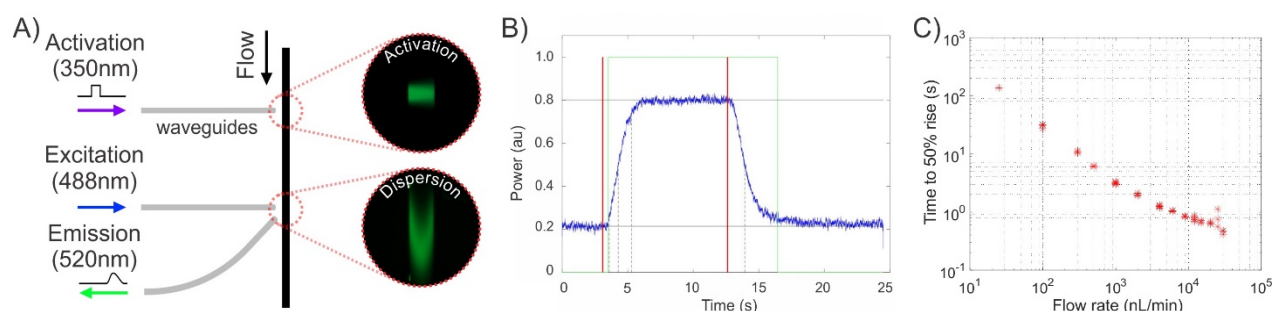 A)
Activation
(350nm)
Flow
waveguides
Excitation
(488nm)
Emission
(520nm)
Activation
Dispersion
B)
Power (au)
1.0
0.8
0.6
0.4
0.2
0
0
5
10
15
20
25
Time (s)
C)
Time to 50% rise (s)
10³
10²
10¹
10⁰
10⁻¹
10¹
10²
10³
10⁴
10⁵
Flow rate (nL/min)